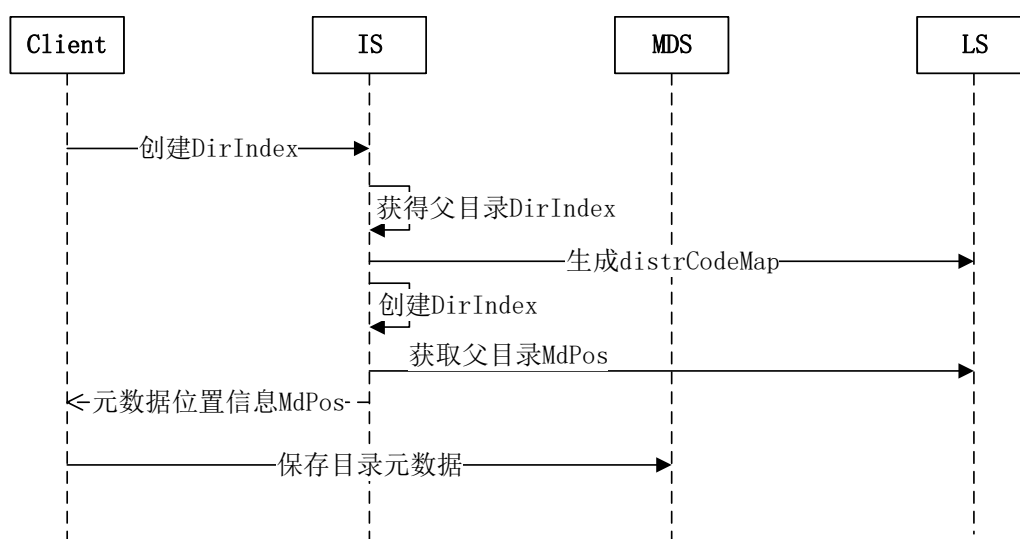 Client
IS
MDS
LS
创建DirIndex
获得父目录DirIndex
生成distrCodeMap
创建DirIndex
获取父目录MdPos
元数据位置信息MdPos
保存目录元数据